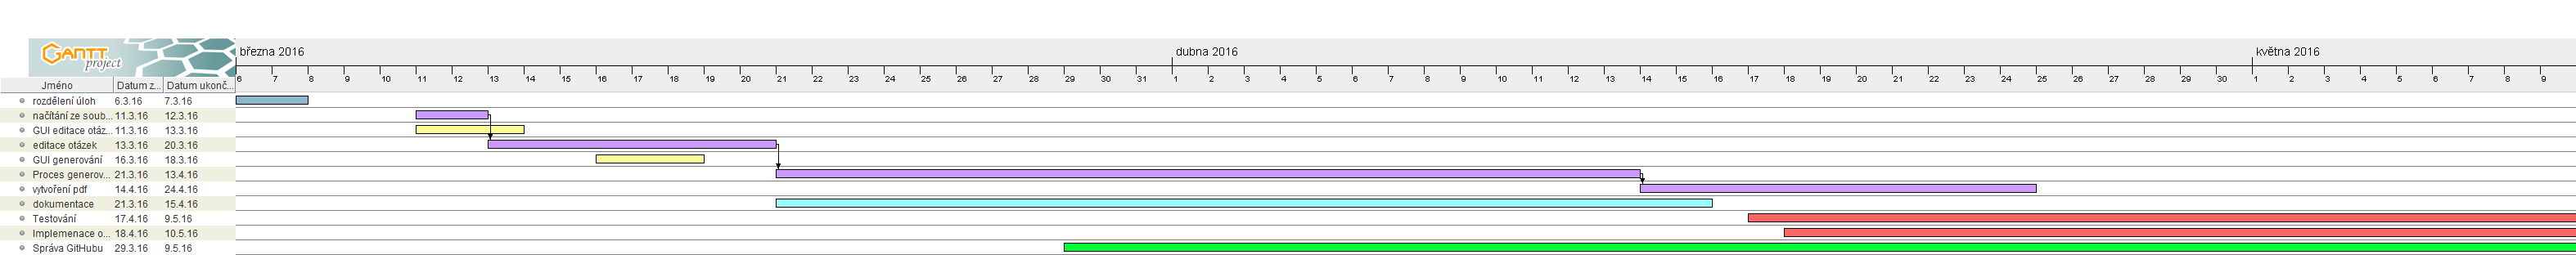 GANTT
project
března 2016 dubna 2016 května 2016
6 7 8 9 10 11 12 13 14 15 16 17 18 19 20 21 22 23 24 25 26 27 28 29 30 31 1 2 3 4 5 6 7 8 9 10 11 12 13 14 15 16 17 18 19 20 21 22 23 24 25 26 27 28 29 30 1 2 3 4 5 6 7 8 9
Jméno Datum z... Datum ukonč...
rozdělení úloh 6.3.16 7.3.16
načítání ze soub... 11.3.16 12.3.16
GUI editace otáz... 11.3.16 13.3.16
editace otázek 13.3.16 20.3.16
GUI generování 16.3.16 18.3.16
Proces generov... 21.3.16 13.4.16
vytvoření pdf 14.4.16 24.4.16
dokumentace 21.3.16 15.4.16
Testování 17.4.16 9.5.16
Implemenace o... 18.4.16 10.5.16
Správa GitHubu 29.3.16 9.5.16